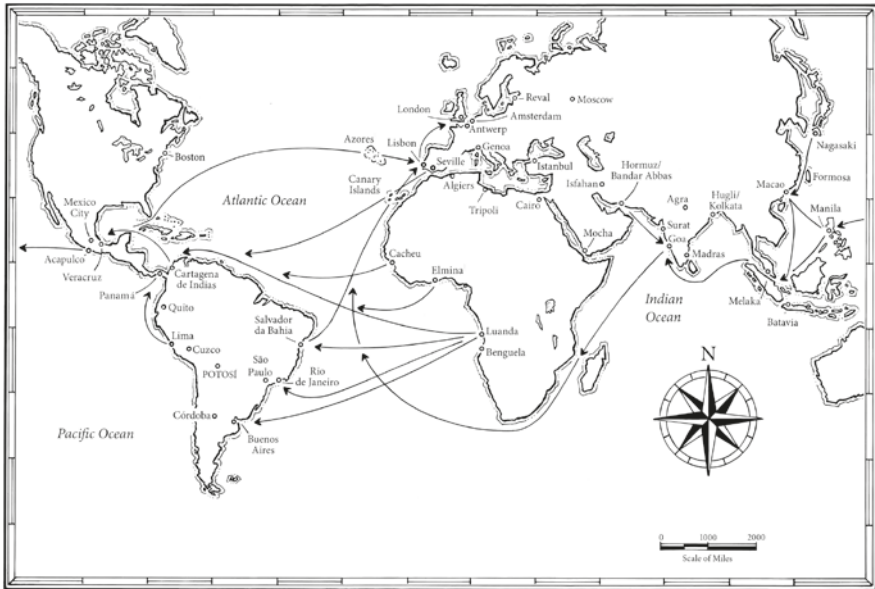 Reval
Moscow
London
Amsterdam
Antwerp
Azores
Lisbon
Genoa
Seville
Istanbul
Boston
Canary
Islands
Algiers
Tripoli
Cairo
Isfahan
Hormuz/
Bandar Abbas
Agra
Hugli/
Kolkata
Nagasaki
Formosa
Macao
Manila
Atlantic Ocean
Mexico
City
Surat
Goa
Madras
Mocha
Acapulco
Veracruz
Cartagena
de Indias
Cacheu
Elmina
Panamá
Quito
Indian
Ocean
Melaka
Batavia
Salvador
da Bahia
Luanda
Benguela
Lima
Cuzco
POTOSÍ
São
Paulo
Rio
de Janeiro
N
Córdoba
Buenos
Aires
Pacific Ocean
0 1000 2000
Scale of Miles